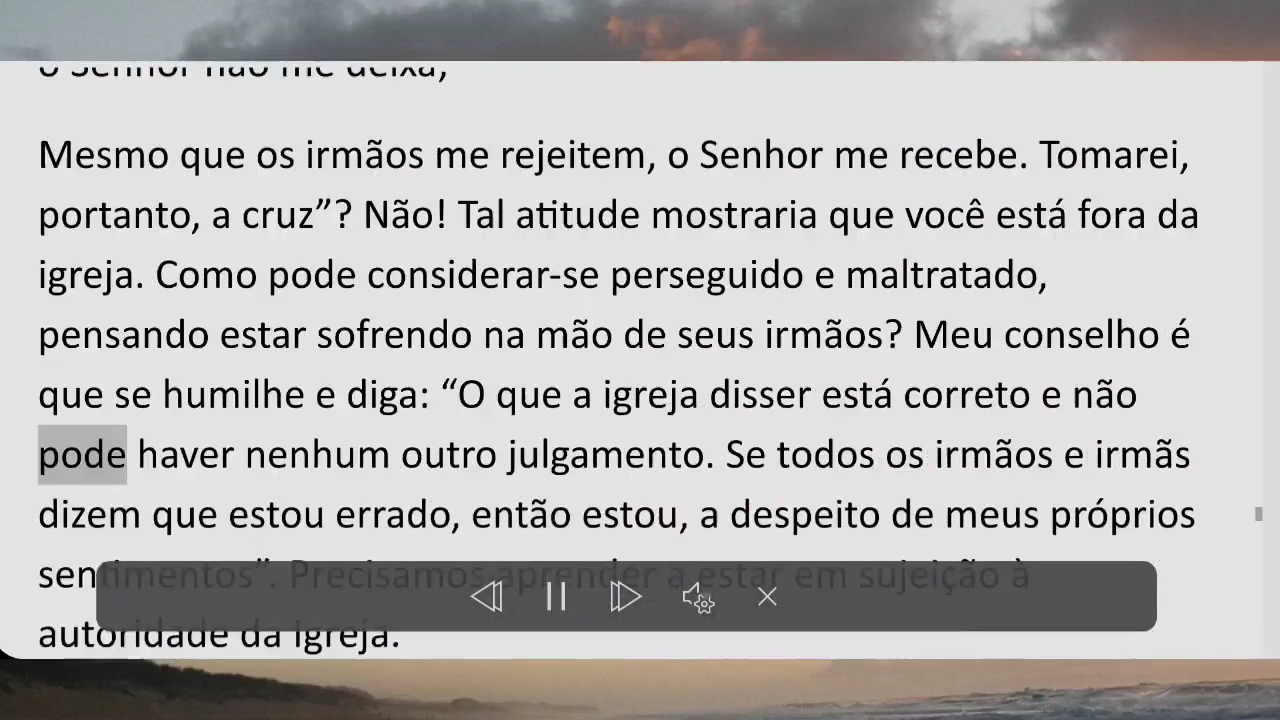 o Senhor não me deixa,
Mesmo que os irmãos me rejeitem, o Senhor me recebe. Tomarei,
portanto, a cruz”? Não! Tal atitude mostraria que você está fora da
igreja. Como pode considerar-se perseguido e maltratado,
pensando estar sofrendo na mão de seus irmãos? Meu conselho é
que se humilhe e diga: “O que a igreja disser está correto e não
pode haver nenhum outro julgamento. Se todos os irmãos e irmãs
dizem que estou errado, então estou, a despeito de meus próprios
sentimentos”. Precisamos aprender a estar em sujeição à
autoridade da igreja.